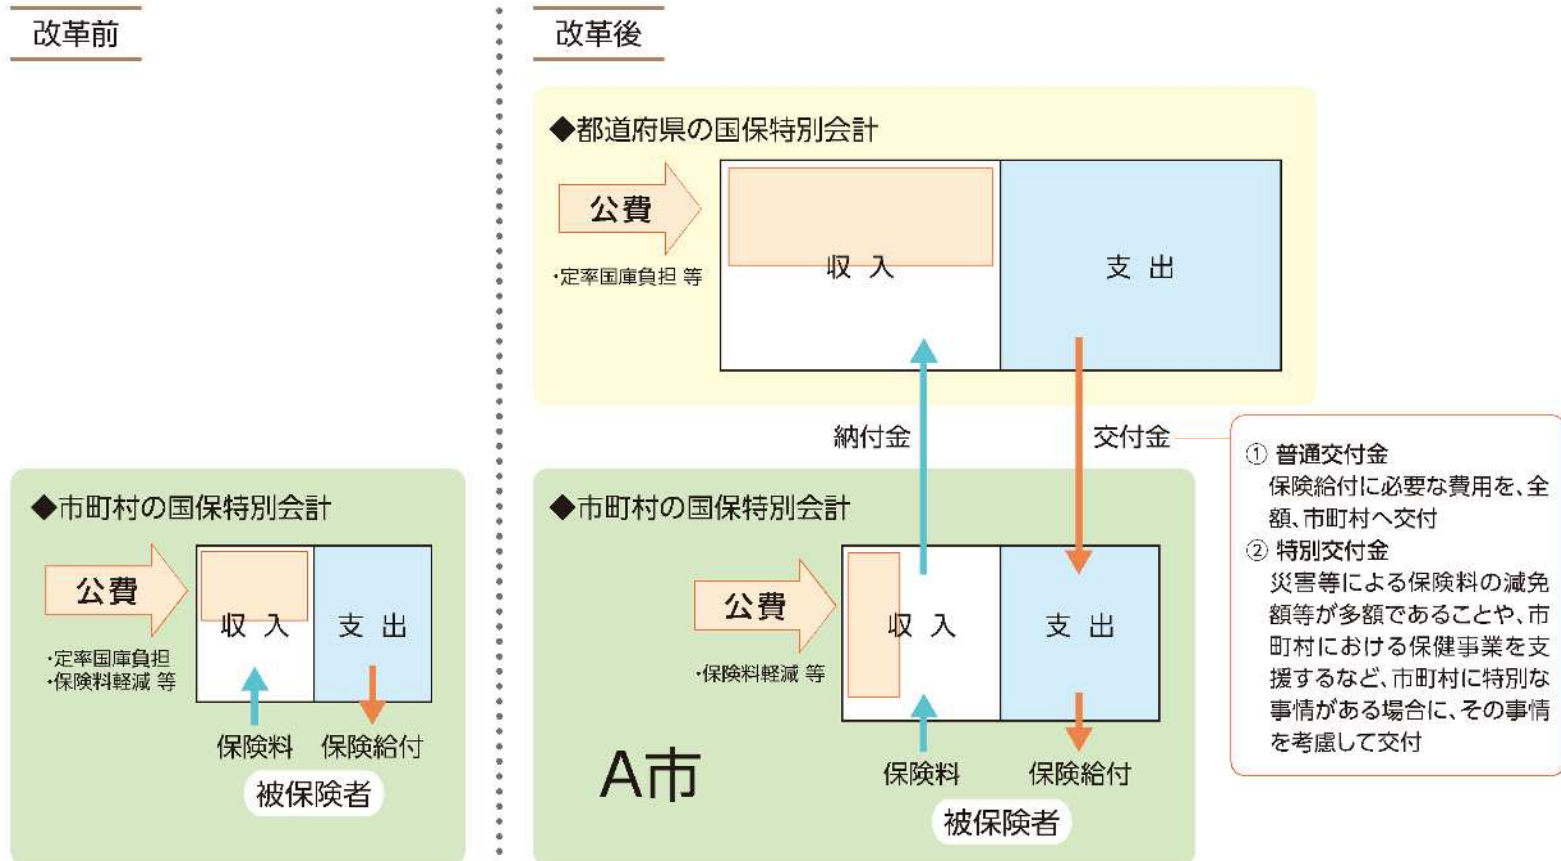 改革前
◆市町村の国保特別会計
公費
・定率国庫負担
・保険料軽減 等
収 入
支 出
保険料
保険給付
被保険者
改革後
◆都道府県の国保特別会計
公費
・定率国庫負担 等
収 入
支 出
納付金
交付金
① 普通交付金
保険給付に必要な費用を、全
額、市町村へ交付
② 特別交付金
災害等による保険料の減免
額等が多額であることや、市
町村における保健事業を支
援するなど、市町村に特別な
事情がある場合に、その事情
を考慮して交付
◆市町村の国保特別会計
公費
・保険料軽減 等
収 入
支 出
A市
保険料
保険給付
被保険者